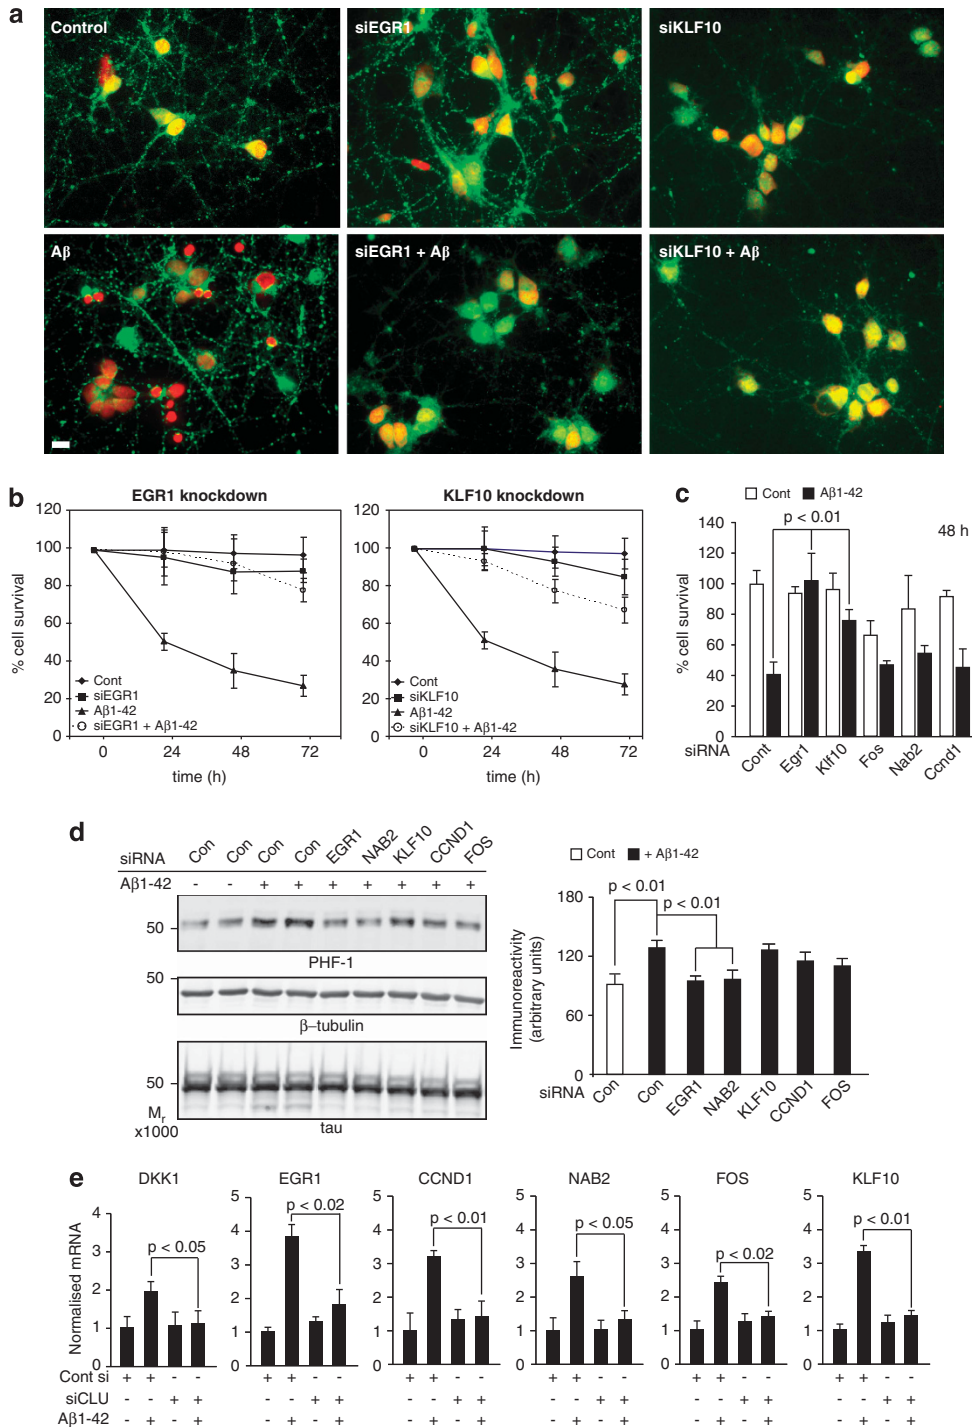 a
Control
siEGR1
siKLF10
Aβ
siEGR1 + Aβ
siKLF10 + Aβ
b
EGR1 knockdown
120
100
80
60
40
20
0
% cell survival
Cont
siEGR1
Aβ1-42
siEGR1 + Aβ1-42
0 24 48 72
time (h)
KLF10 knockdown
120
100
80
60
40
20
0
Cont
siKLF10
Aβ1-42
siKLF10 + Aβ1-42
0 24 48 72
time (h)
c
Cont Aβ1-42
p < 0.01
48 h
140
120
100
80
60
40
20
0
% cell survival
siRNA
Cont Egr1 Klf10 Fos Nab2 Ccnd1
d
siRNA Con Con Con Con EGR1 NAB2 KLF10 CCND1 FOS
Aβ1-42 - - + + + + + + +
50
PHF-1
50
β–tubulin
50
Mr
x1000
tau
Cont + Aβ1-42
p < 0.01
p < 0.01
180
120
60
0
Immunoreactivity
(arbitrary units)
siRNA Con Con EGR1 NAB2 KLF10 CCND1 FOS
e
DKK1
4
3
2
1
0
Normalised mRNA
p < 0.05
EGR1
5
4
3
2
1
0
p < 0.02
CCND1
5
4
3
2
1
0
p < 0.01
NAB2
5
4
3
2
1
0
p < 0.05
FOS
5
4
3
2
1
0
p < 0.02
KLF10
5
4
3
2
1
0
p < 0.01
Cont si + + - - + + - - + + - - + + - - + + - - + + - -
siCLU - - + + - - + + - - + + - - + + - - + + - - + +
Aβ1-42 - + - + - + - + - + - + - + - + - + - + - + - +